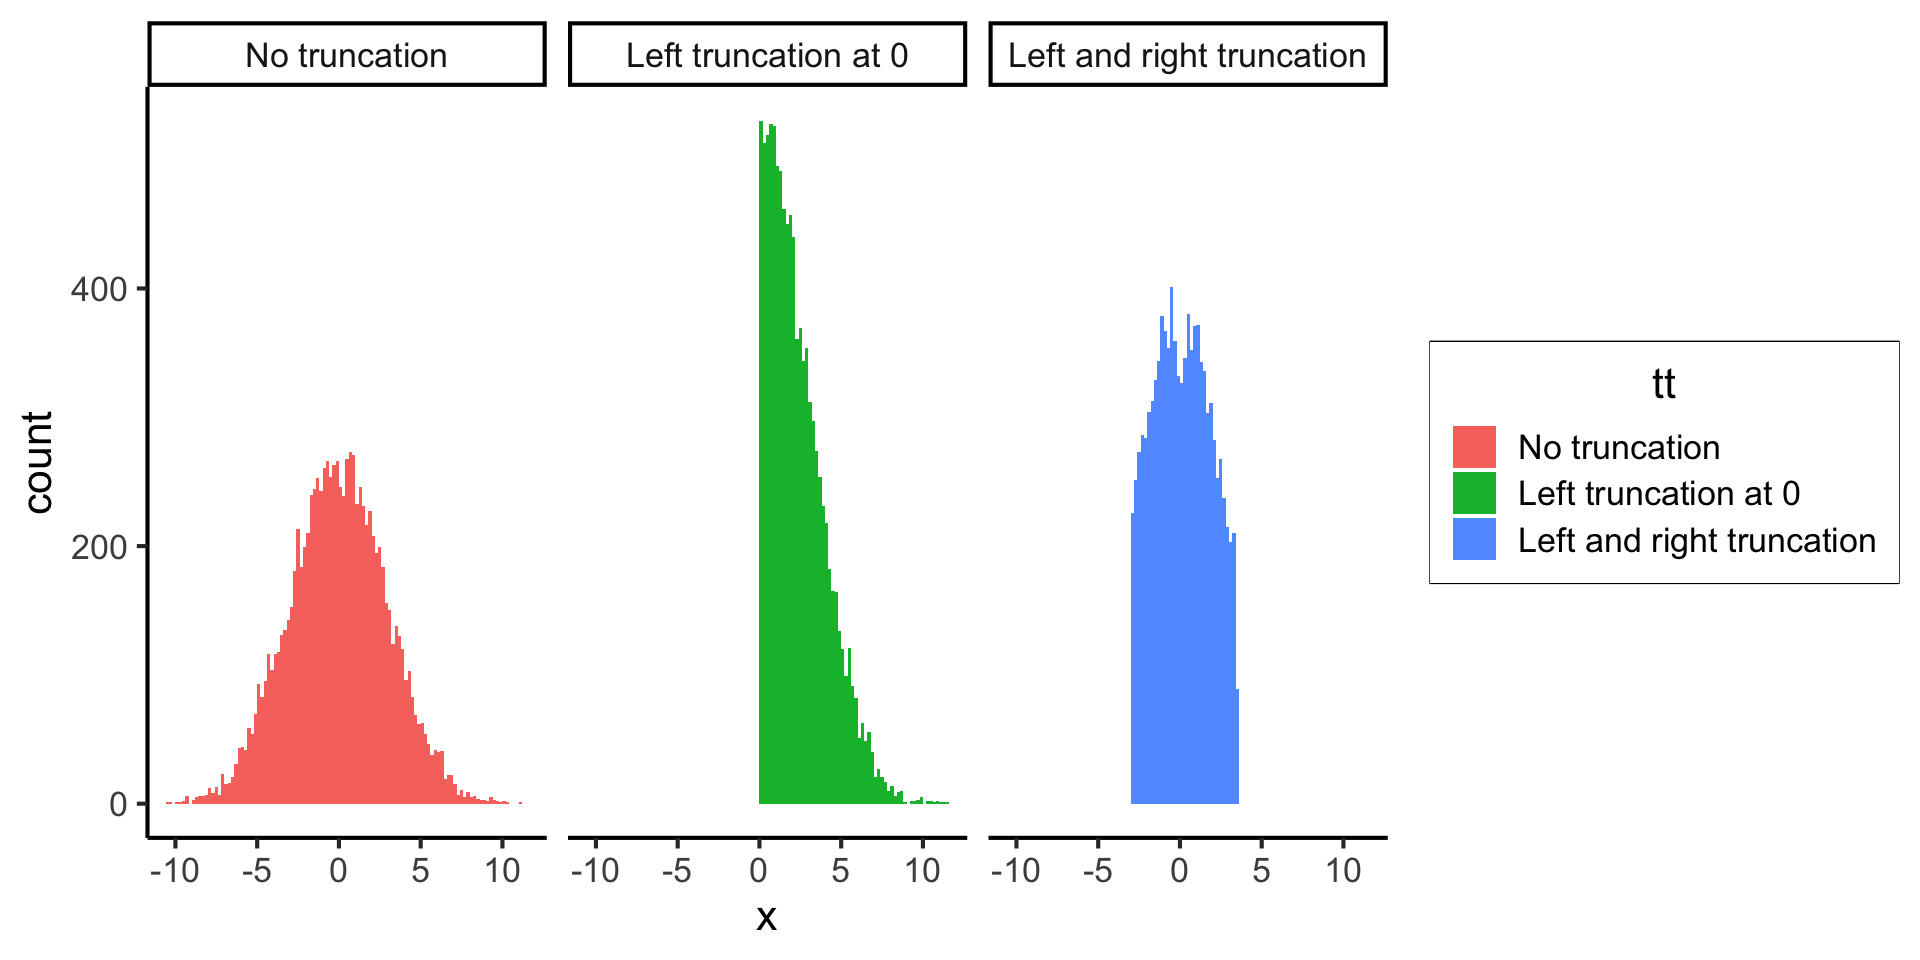 No truncation
Left truncation at 0
Left and right truncation
400
200
0
count
-10 -5 0 5 10
-10 -5 0 5 10
-10 -5 0 5 10
x
tt
No truncation
Left truncation at 0
Left and right truncation